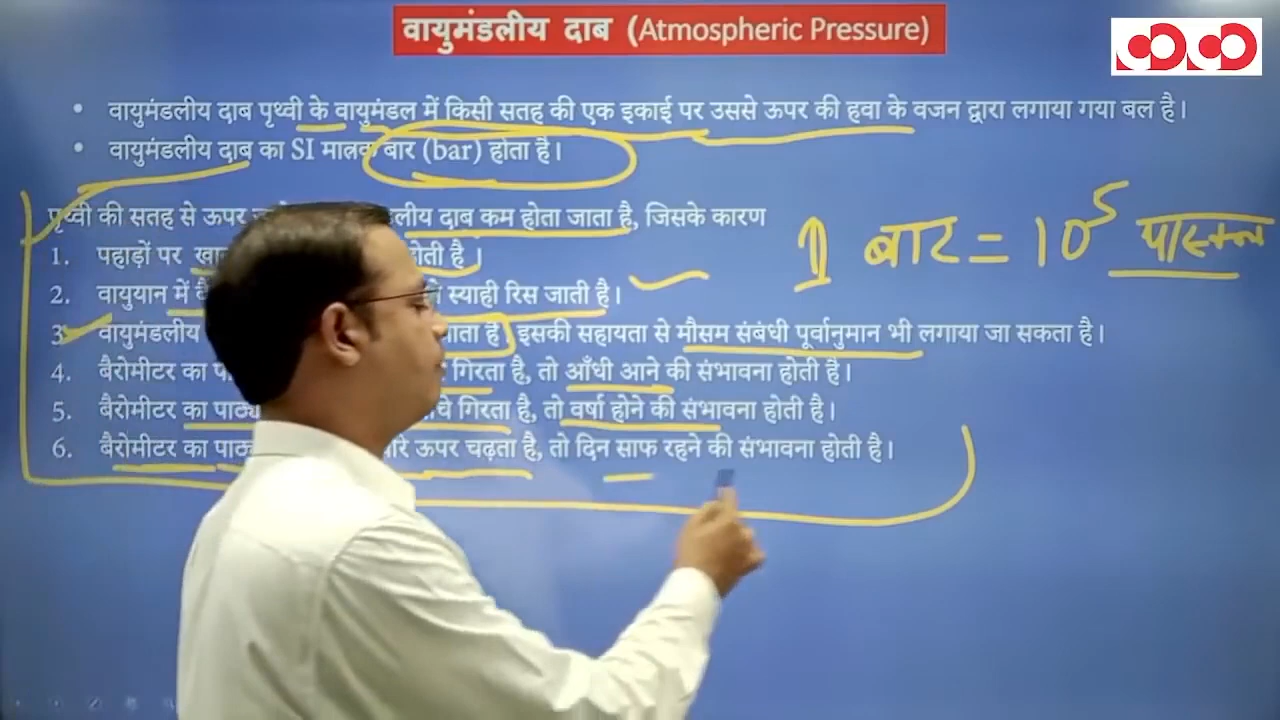 वायुमंडलीय दाब (Atmospheric Pressure)
• वायुमंडलीय दाब पृथ्वी के वायुमंडल में किसी सतह की एक इकाई पर उससे ऊपर की हवा के वजन द्वारा लगाया गया बल है।
• वायुमंडलीय दाब का SI मात्रक बार (bar) होता है।
पृथ्वी की सतह से ऊपर दाब कम होता जाता है, जिसके कारण
1 बार = 10⁵ पास्कल
1. पहाड़ों पर होती है।
2. वायुयान में स्याही रिस जाती है।
3. वायुमंडलीय जाता है इसकी सहायता से मौसम संबंधी पूर्वानुमान भी लगाया जा सकता है।
4. बैरोमीटर का गिरता है, तो आँधी आने की संभावना होती है।
5. बैरोमीटर का गिरता है, तो वर्षा होने की संभावना होती है।
6. बैरोमीटर का ऊपर चढ़ता है, तो दिन साफ रहने की संभावना होती है।